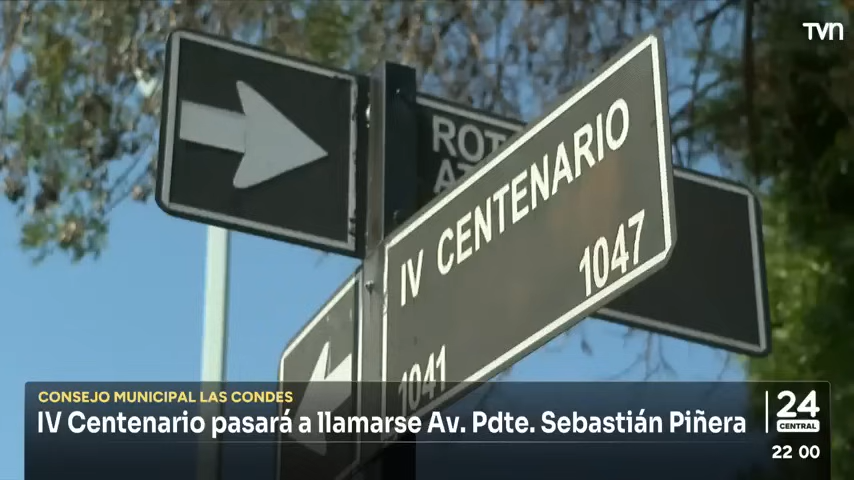 TVN
ROT
IV CENTENARIO
1047
1041
CONSEJO MUNICIPAL LAS CONDES
IV Centenario pasará a llamarse Av. Pdte. Sebastián Piñera
24
CENTRAL
22 00